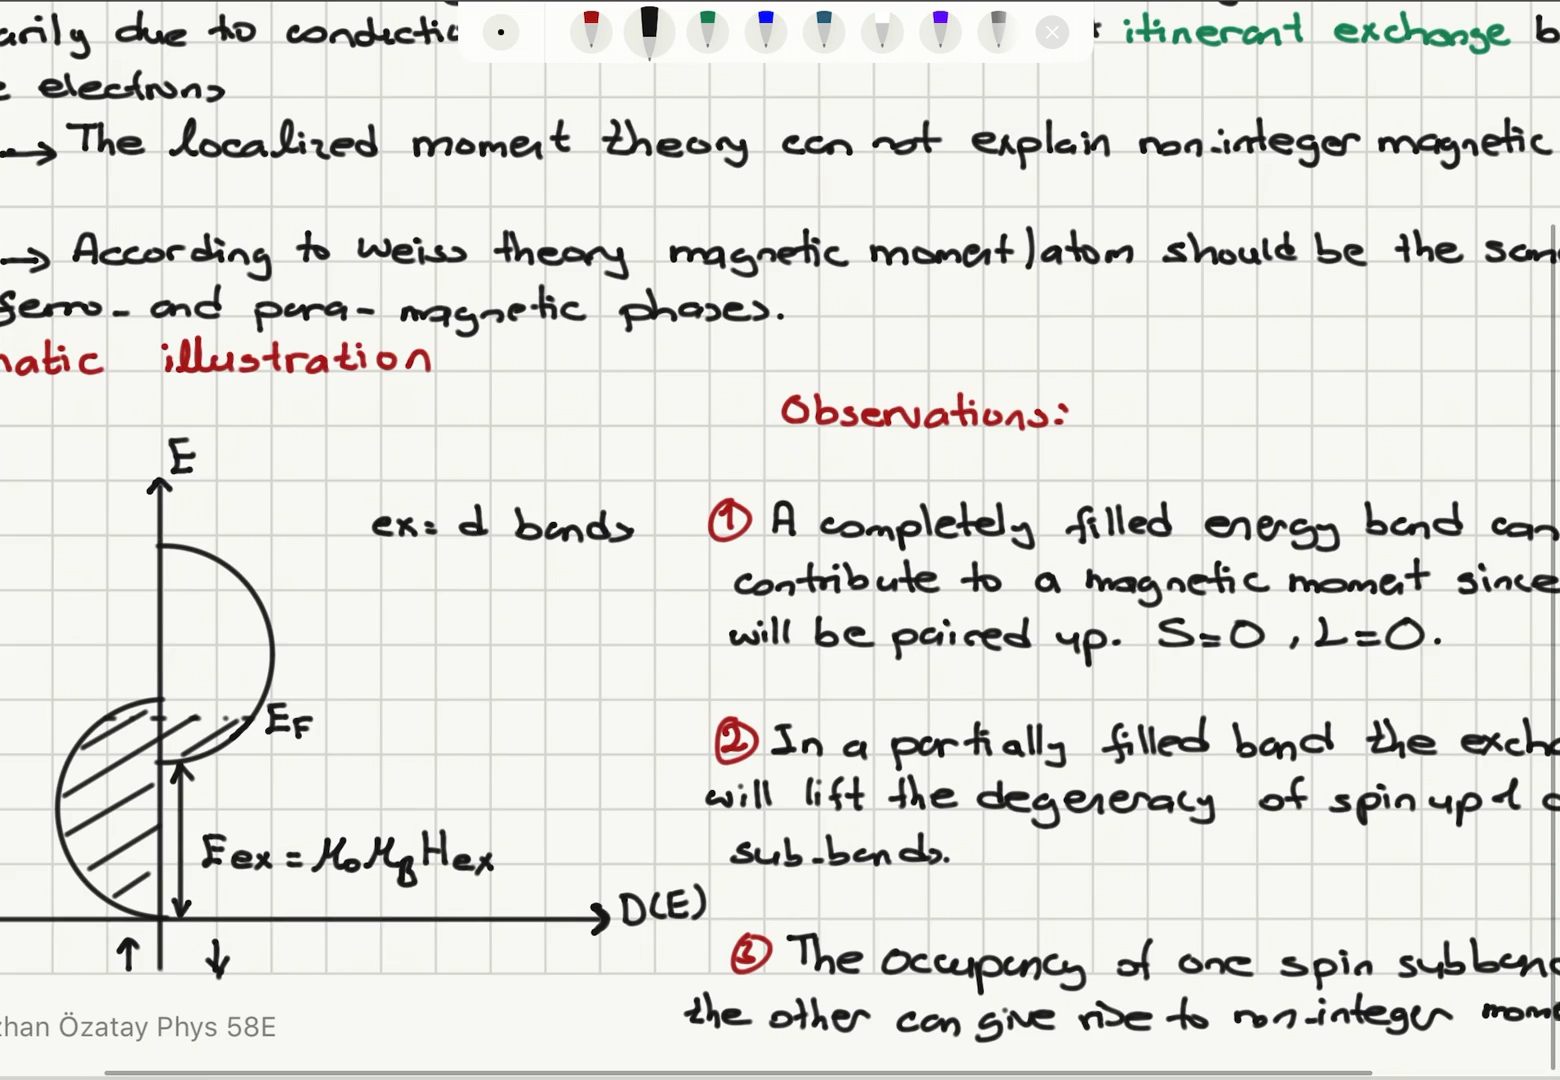 arily due to conductio itinerant exchange b
e electrons
→ The localized moment theory can not explain non-integer magnetic
→ According to weiss theory magnetic moment/atom should be the sam
ferro- and para- magnetic phases.
matic illustration
Observations:
E
ex: d bands
① A completely filled energy band can
contribute to a magnetic moment since
will be paired up. S=0, L=0.
EF
② In a partially filled band the excha
will lift the degeneracy of spin up & d
sub-bands.
Eex = μ₀μBHex
D(E)
↑ ↓
③ The occupancy of one spin subband
the other can give rise to non-integer mome
zhan Özatay Phys 58E